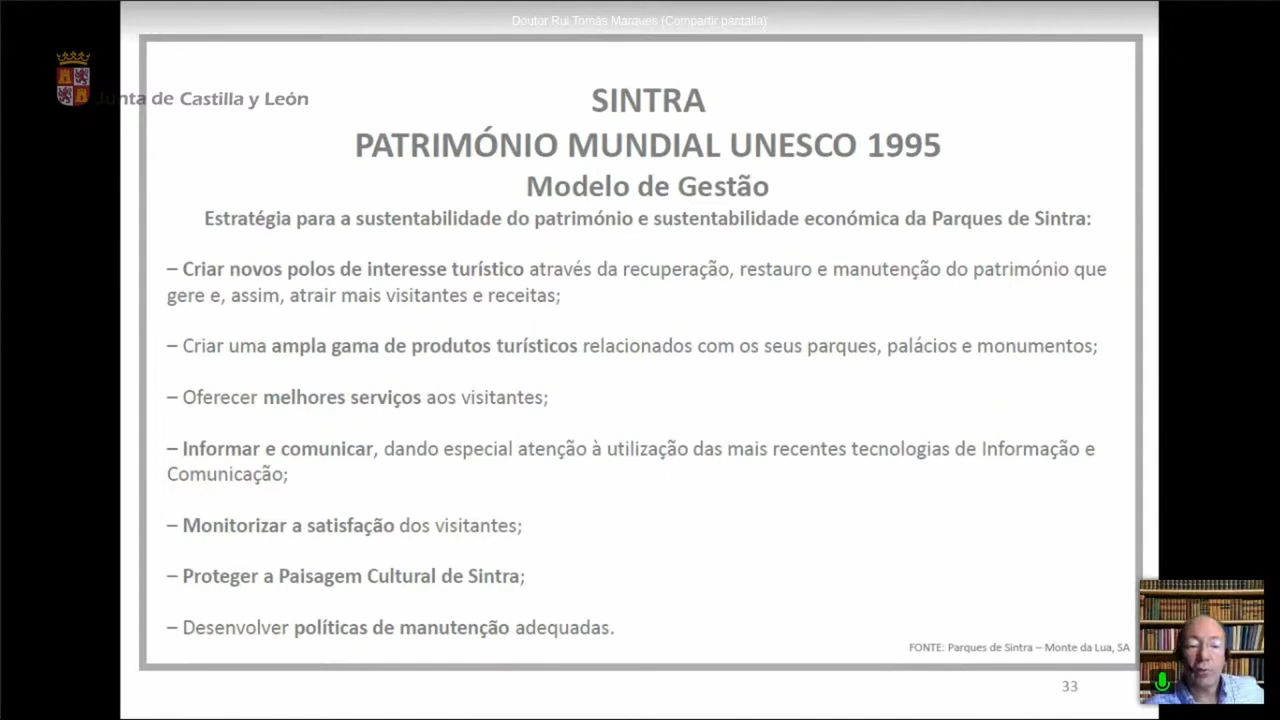 Doutor Rui Tomás Marques (Compartir pantalla)
Junta de Castilla y León
SINTRA
PATRIMÓNIO MUNDIAL UNESCO 1995
Modelo de Gestão
Estratégia para a sustentabilidade do património e sustentabilidade económica da Parques de Sintra:
– Criar novos polos de interesse turístico através da recuperação, restauro e manutenção do património que
gere e, assim, atrair mais visitantes e receitas;
– Criar uma ampla gama de produtos turísticos relacionados com os seus parques, palácios e monumentos;
– Oferecer melhores serviços aos visitantes;
– Informar e comunicar, dando especial atenção à utilização das mais recentes tecnologias de Informação e
Comunicação;
– Monitorizar a satisfação dos visitantes;
– Proteger a Paisagem Cultural de Sintra;
– Desenvolver políticas de manutenção adequadas.
FONTE: Parques de Sintra – Monte da Lua, SA
33